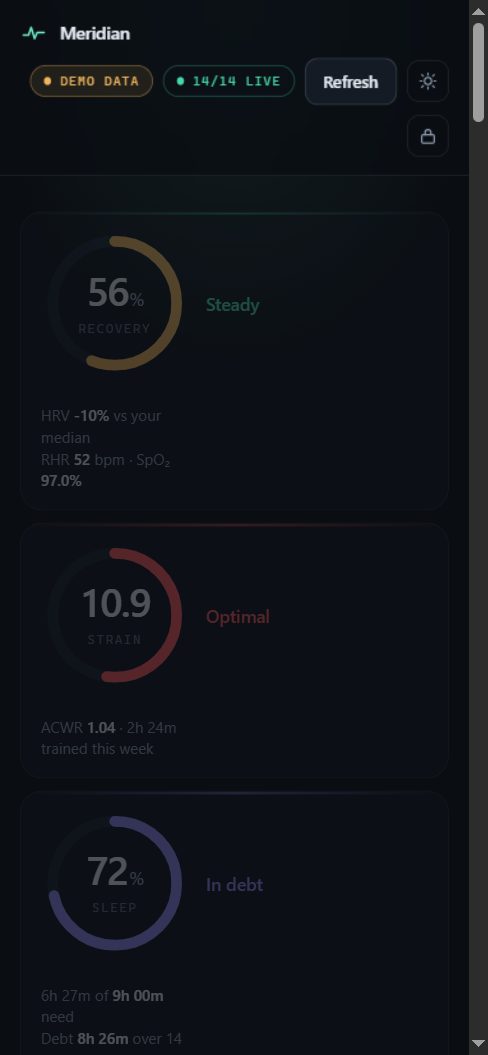 Meridian
DEMO DATA
14/14 LIVE
Refresh
56%
RECOVERY
Steady
HRV -10% vs your
median
RHR 52 bpm · SpO₂
97.0%
10.9
STRAIN
Optimal
ACWR 1.04 · 2h 24m
trained this week
72%
SLEEP
In debt
6h 27m of 9h 00m
need
Debt 8h 26m over 14